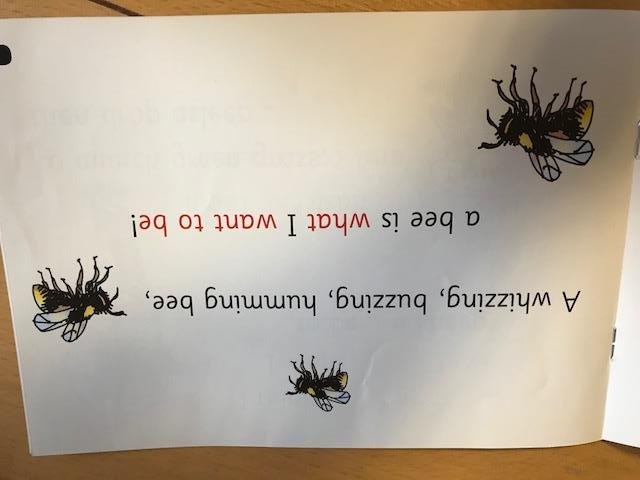 A whizzing, buzzing, humming bee,
a bee is what I want to be!